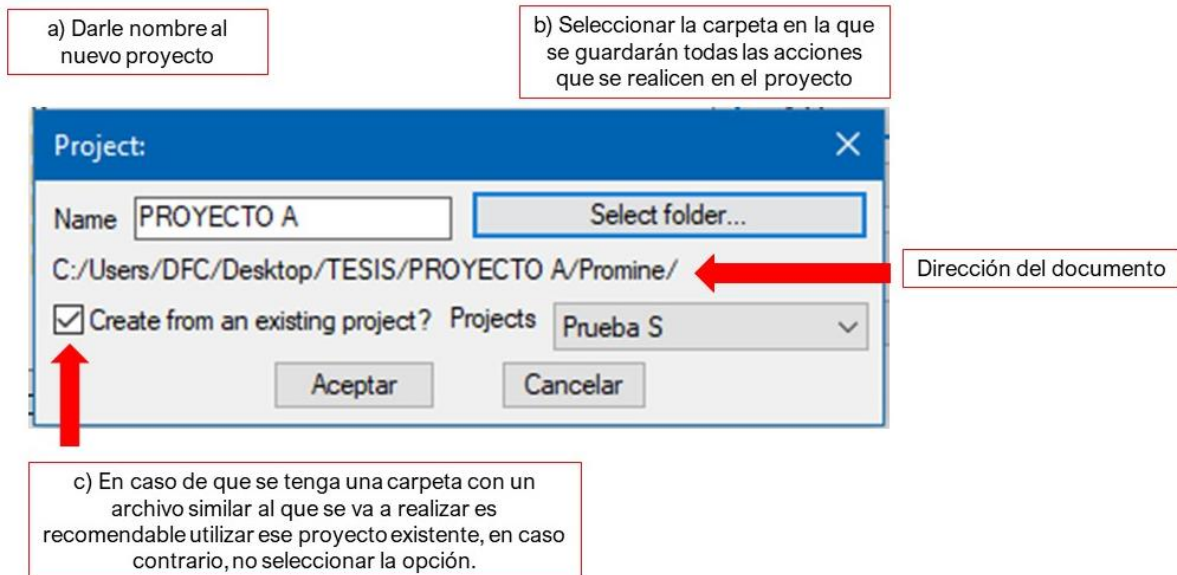 a) Darle nombre al
nuevo proyecto
b) Seleccionar la carpeta en la que
se guardarán todas las acciones
que se realicen en el proyecto
Project:
Name PROYECTO A Select folder...
C:/Users/DFC/Desktop/TESIS/PROYECTO A/Promine/
Dirección del documento
Create from an existing project? Projects Prueba S
Aceptar Cancelar
c) En caso de que se tenga una carpeta con un
archivo similar al que se va a realizar es
recomendable utilizar ese proyecto existente, en caso
contrario, no seleccionar la opción.